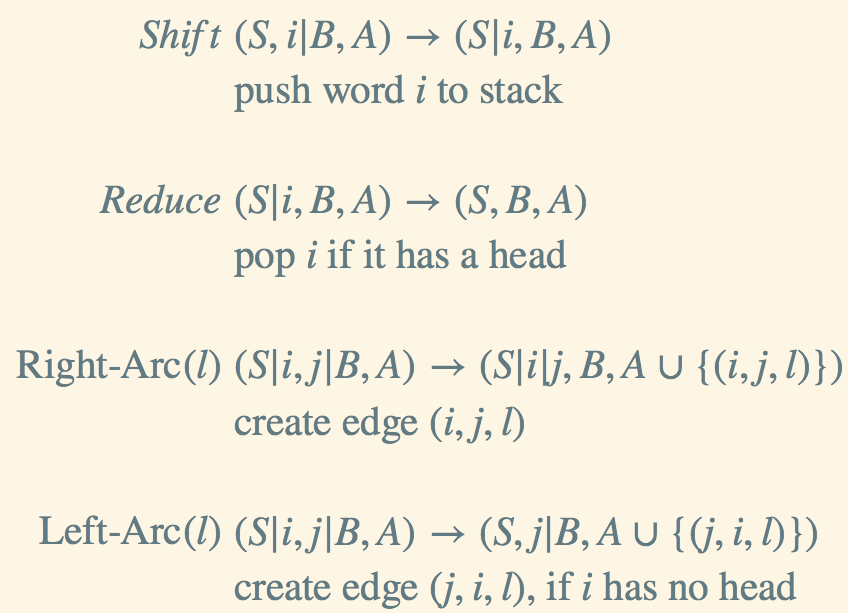 Shift (S, i|B, A) → (S|i, B, A)
push word i to stack
Reduce (S|i, B, A) → (S, B, A)
pop i if it has a head
Right-Arc(l) (S|i, j|B, A) → (S|i|j, B, A ∪ {(i, j, l)})
create edge (i, j, l)
Left-Arc(l) (S|i, j|B, A) → (S, j|B, A ∪ {(j, i, l)})
create edge (j, i, l), if i has no head